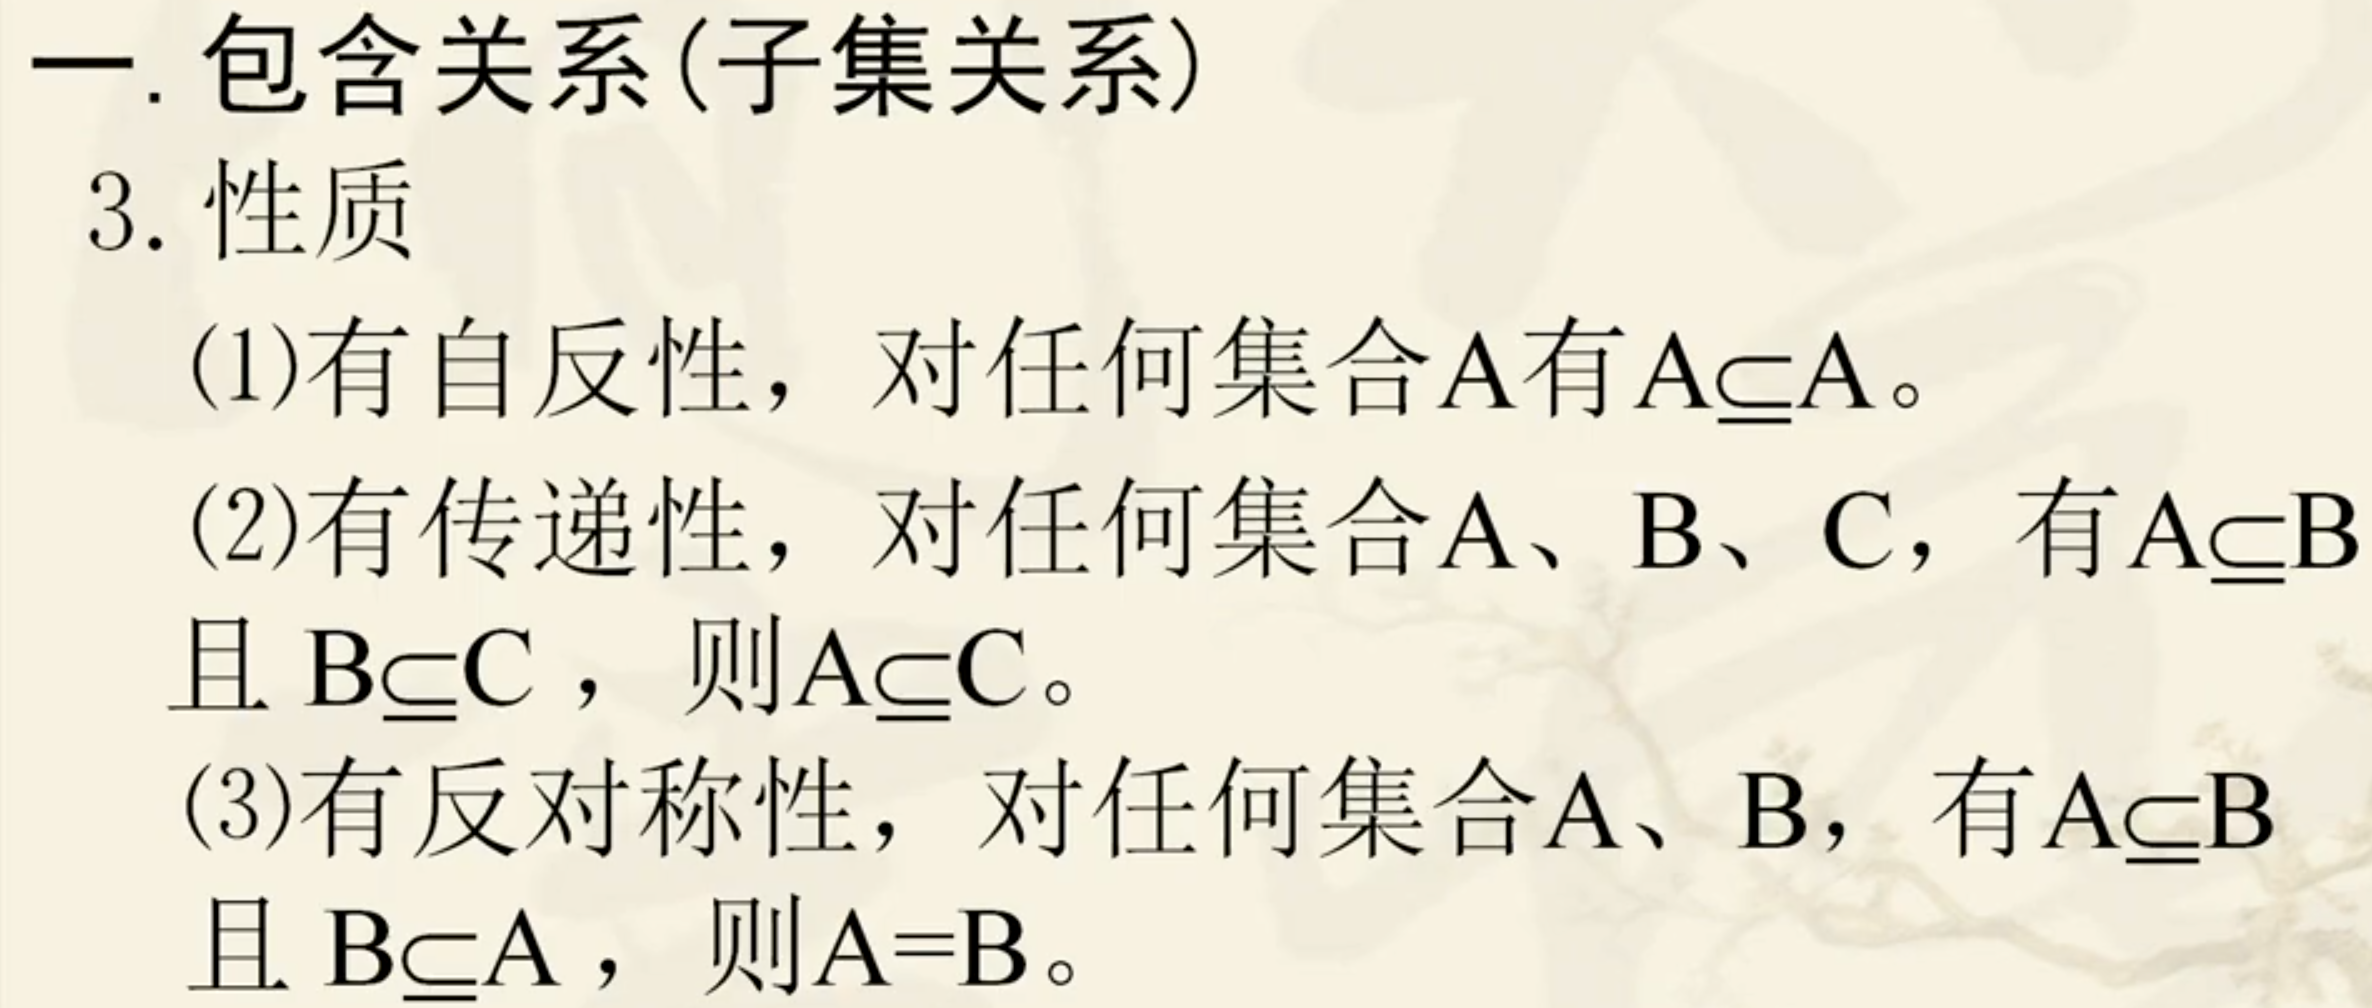 一.包含关系(子集关系)
3.性质
(1)有自反性，对任何集合A有A⊆A。
(2)有传递性，对任何集合A、B、C，有A⊆B
且 B⊆C ，则A⊆C。
(3)有反对称性，对任何集合A、B，有A⊆B
且 B⊆A ，则A=B。